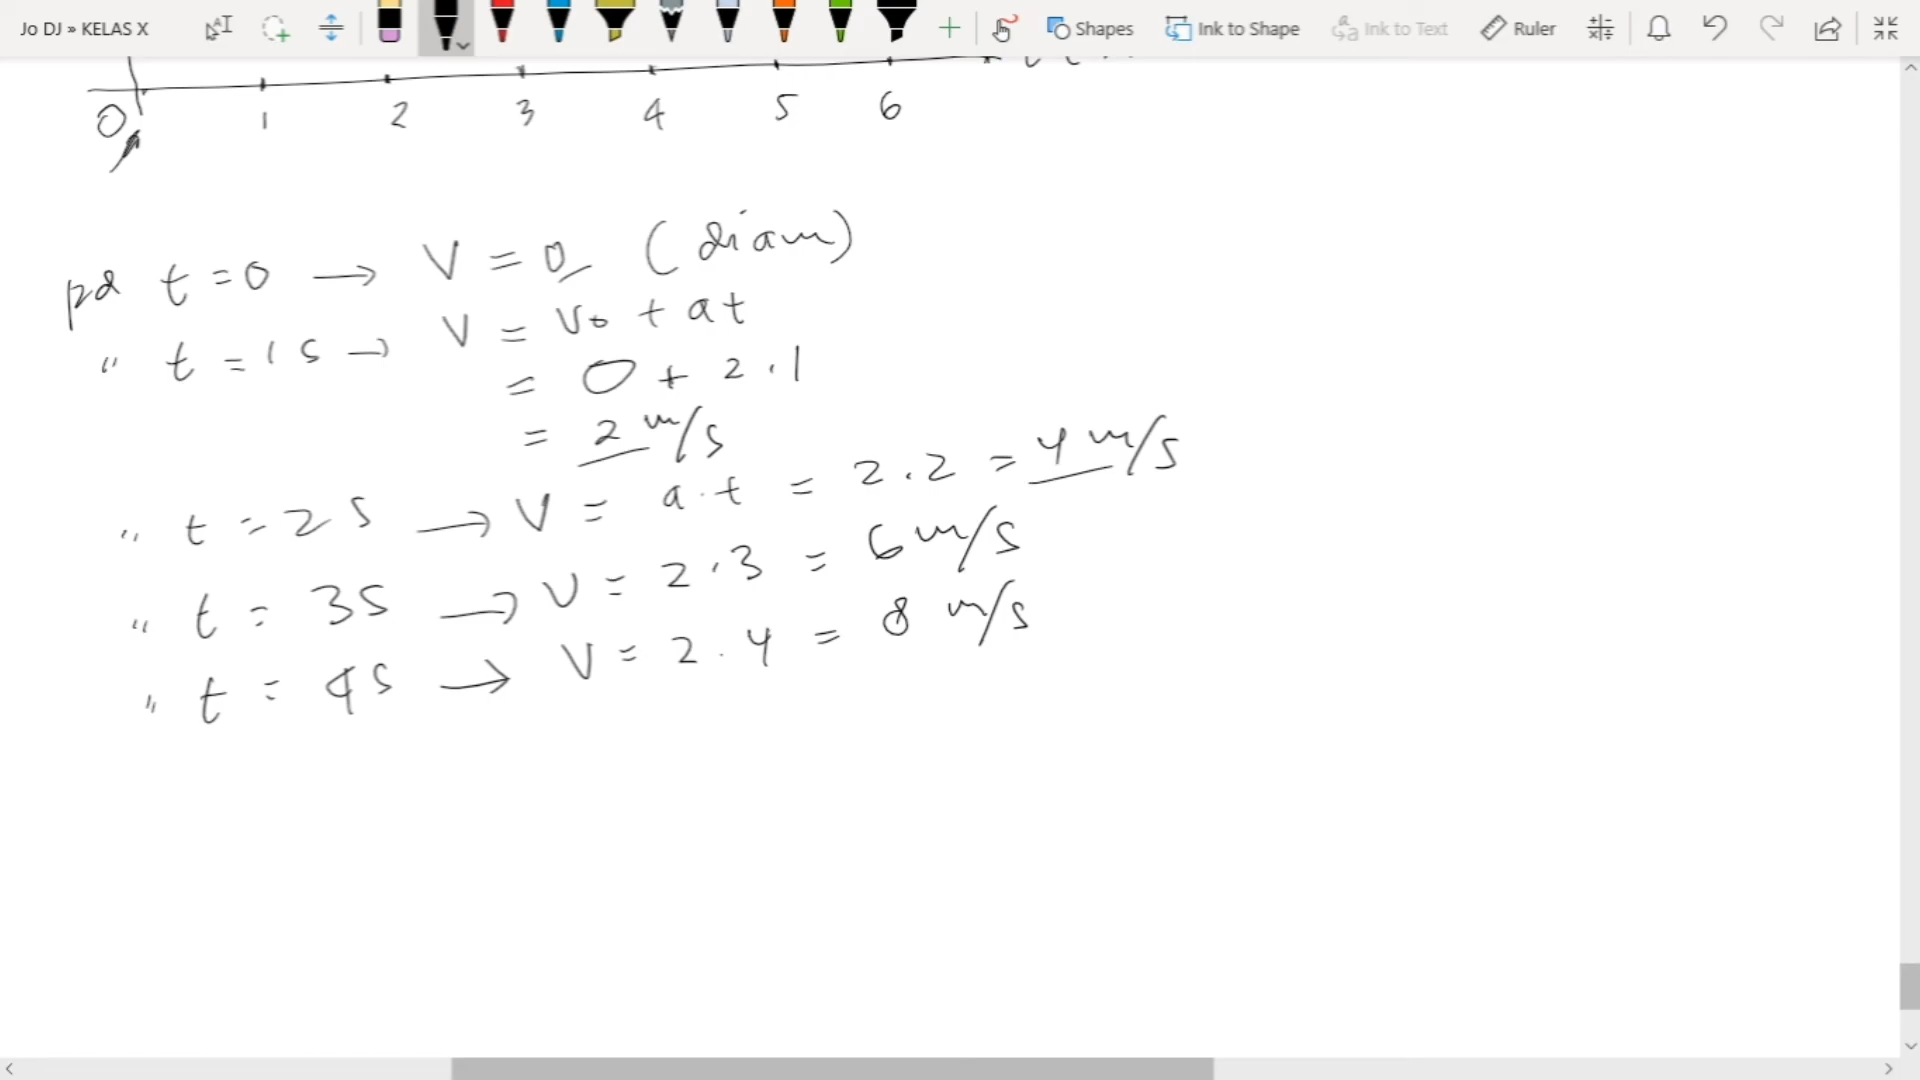 Jo DJ » KELAS X Shapes Ink to Shape Ink to Text Ruler
0 1 2 3 4 5 6
pd t = 0 → V = 0 (diam)
" t = 1 s → V = Vo + at
= 0 + 2 . 1
= 2 m/s
" t = 2 s → V = a . t = 2 . 2 = 4 m/s
" t = 3 s → V = 2 . 3 = 6 m/s
" t = 4 s → V = 2 . 4 = 8 m/s